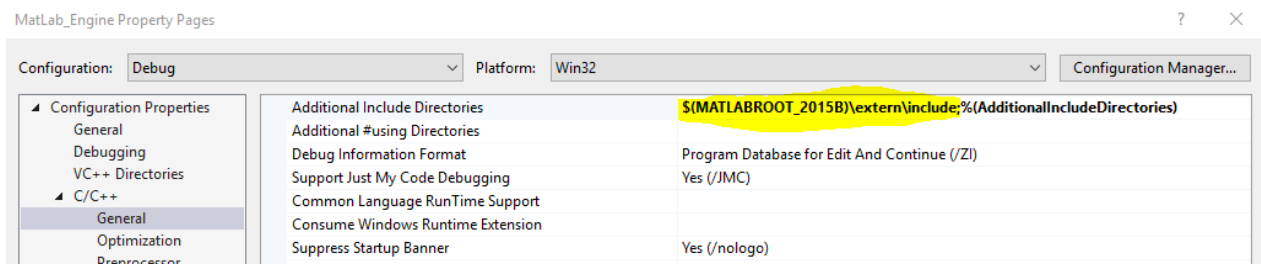 MatLab_Engine Property Pages ? ×
Configuration: Debug Platform: Win32 Configuration Manager...
Configuration Properties
General
Debugging
VC++ Directories
C/C++
General
Optimization
Preprocessor
Additional Include Directories $(MATLABROOT_2015B)\extern\include;%(AdditionalIncludeDirectories)
Additional #using Directories
Debug Information Format Program Database for Edit And Continue (/ZI)
Support Just My Code Debugging Yes (/JMC)
Common Language RunTime Support
Consume Windows Runtime Extension
Suppress Startup Banner Yes (/nologo)